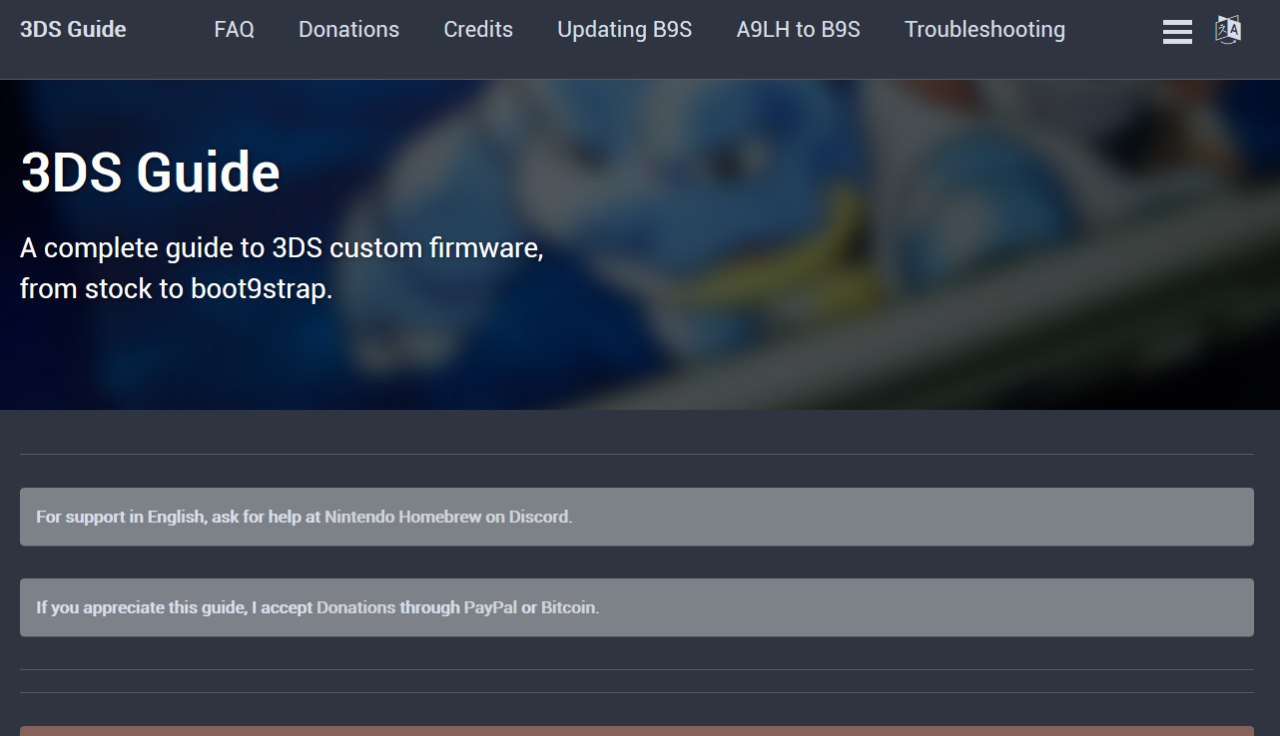 3DS Guide FAQ Donations Credits Updating B9S A9LH to B9S Troubleshooting
3DS Guide
A complete guide to 3DS custom firmware,
from stock to boot9strap.
For support in English, ask for help at Nintendo Homebrew on Discord.
If you appreciate this guide, I accept Donations through PayPal or Bitcoin.